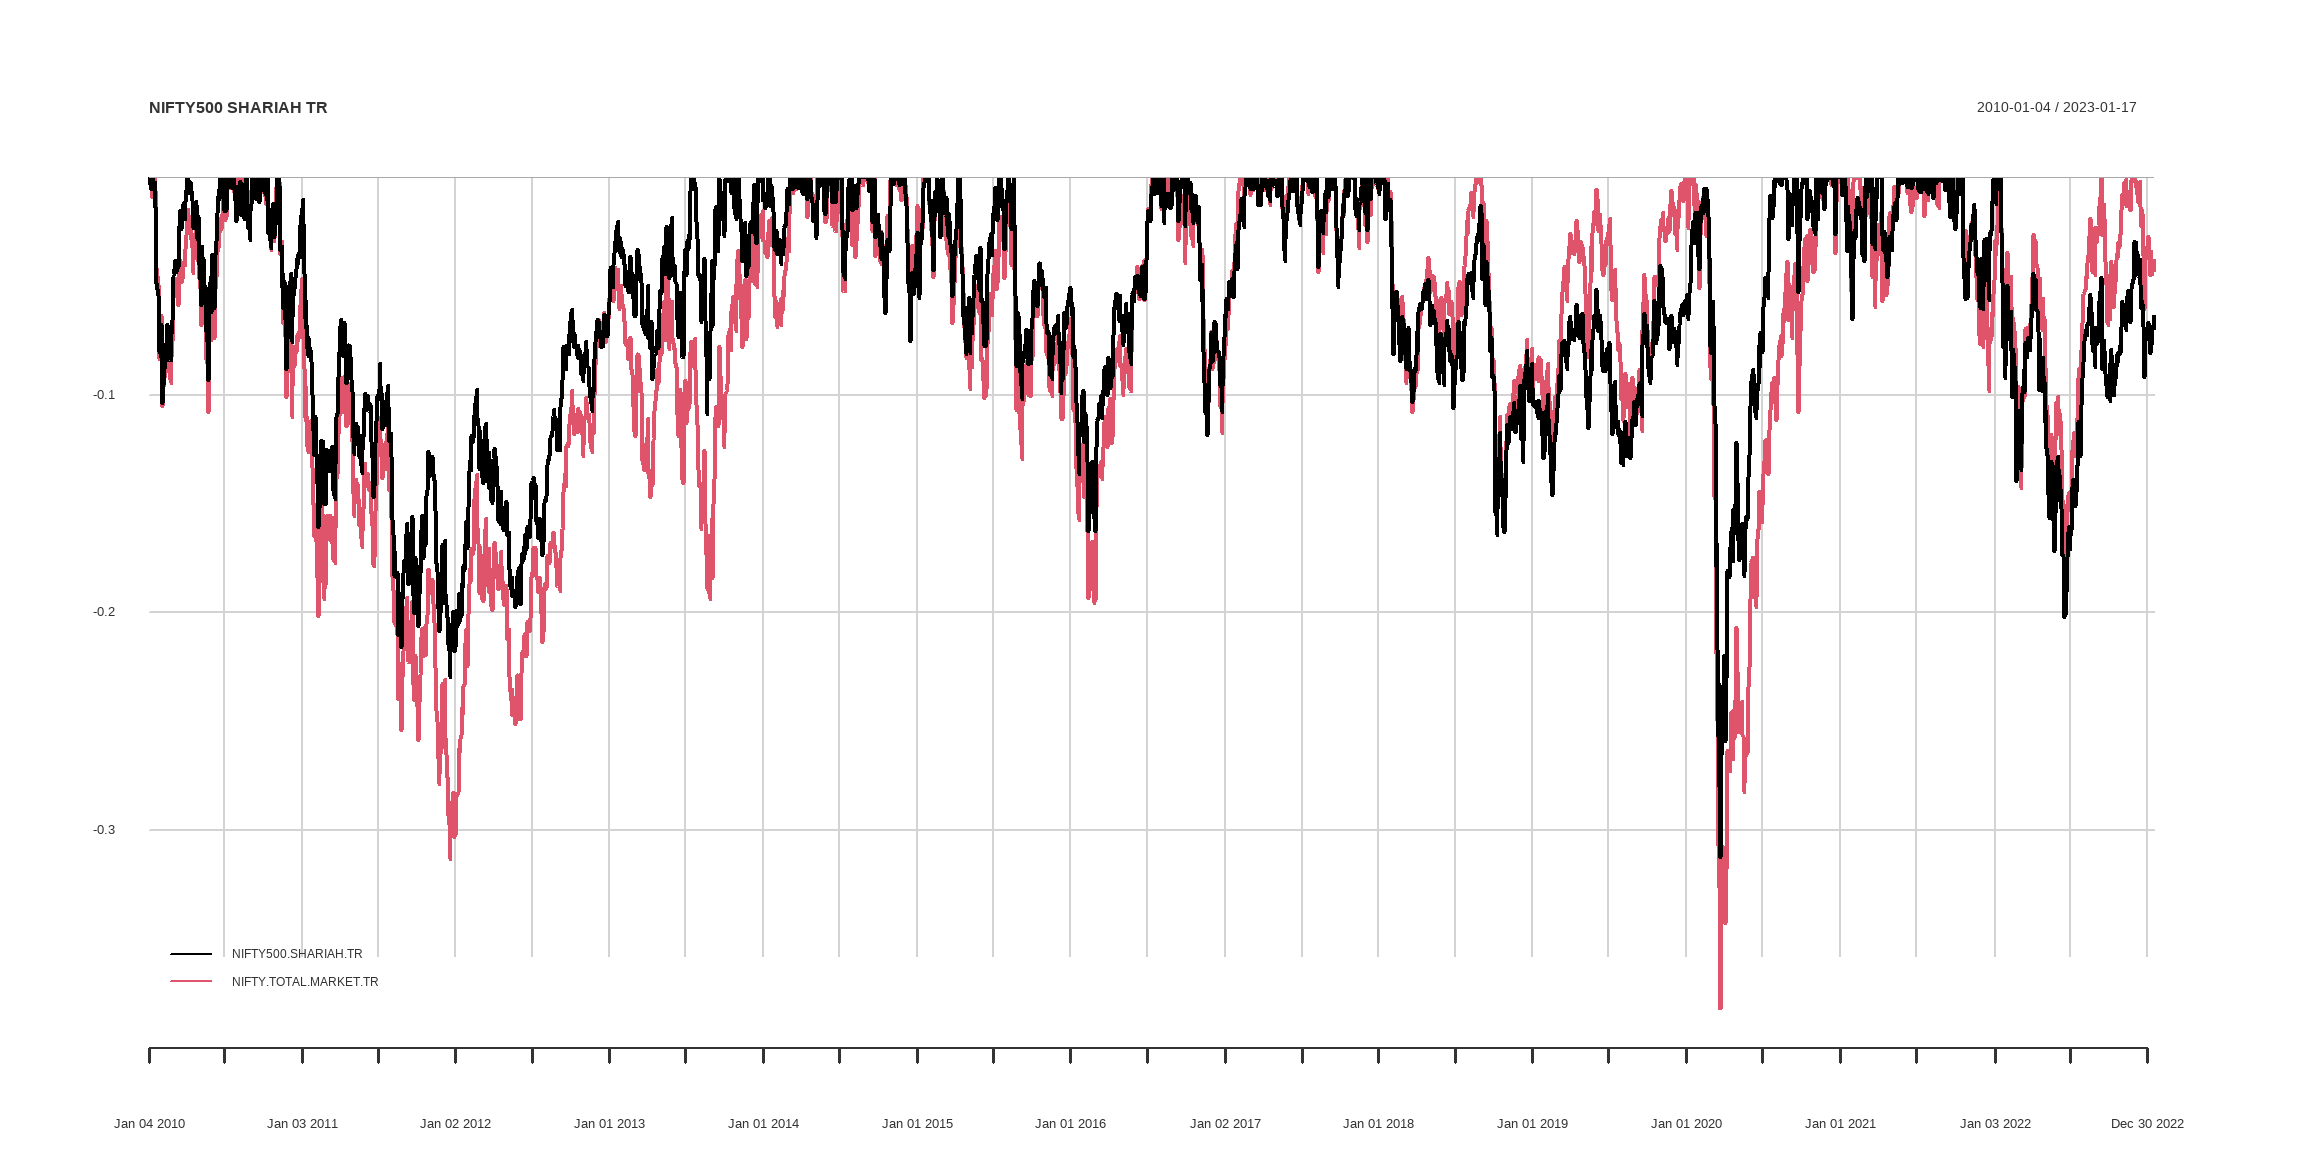 NIFTY500 SHARIAH TR
2010-01-04 / 2023-01-17
-0.1
-0.2
-0.3
NIFTY500.SHARIAH.TR
NIFTY.TOTAL.MARKET.TR
Jan 04 2010 Jan 03 2011 Jan 02 2012 Jan 01 2013 Jan 01 2014 Jan 01 2015 Jan 01 2016 Jan 02 2017 Jan 01 2018 Jan 01 2019 Jan 01 2020 Jan 01 2021 Jan 03 2022 Dec 30 2022